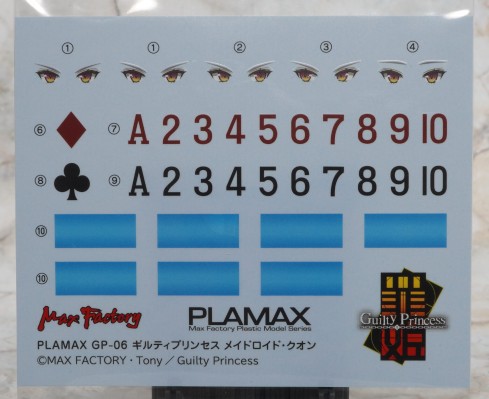 ① ① ② ③ ④
⑥ ⑦ A 2 3 4 5 6 7 8 9 10
⑧ ⑨ A 2 3 4 5 6 7 8 9 10
⑩
⑩
Max Factory
PLAMAX
Max Factory Plastic Model Series
Guilty Princess
PLAMAX GP-06 ギルティプリンセス メイドロイド・クオン
©MAX FACTORY・Tony／Guilty Princess